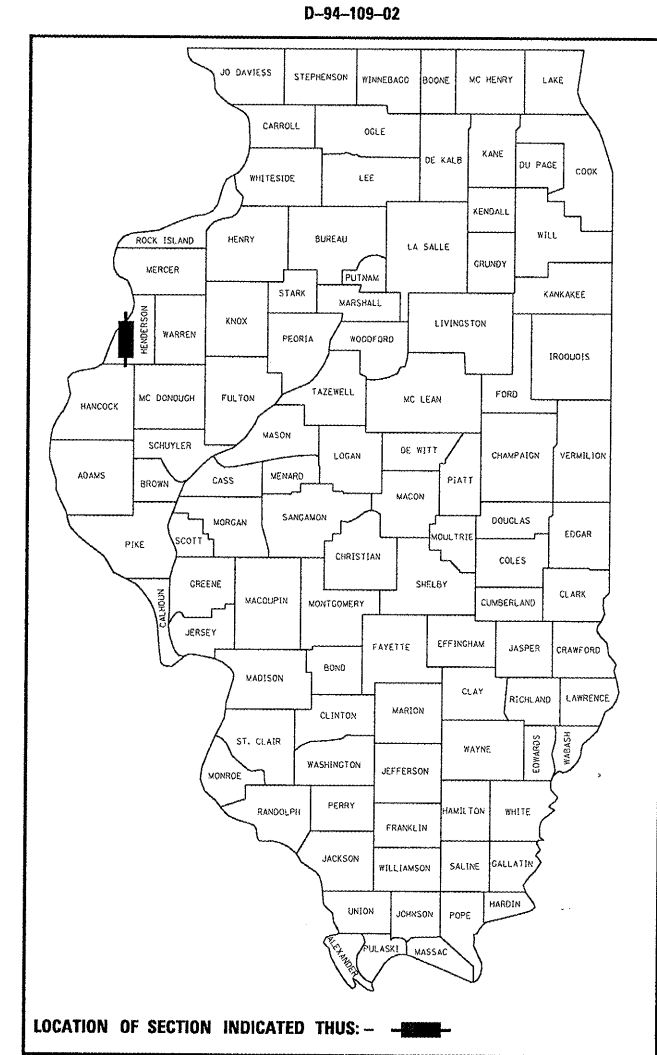 D-94-109-02
JO DAVIESS STEPHENSON WINNEBAGO BOONE MC HENRY LAKE
CARROLL OGLE
DE KALB KANE DU PAGE COOK
WHITESIDE LEE
KENDALL
ROCK ISLAND HENRY BUREAU LA SALLE WILL
MERCER PUTNAM GRUNDY
STARK MARSHALL KANKAKEE
HENDERSON WARREN KNOX PEORIA WOODFORD LIVINGSTON
IROQUOIS
HANCOCK MC DONOUGH FULTON TAZEWELL MC LEAN FORD
MASON
SCHUYLER LOGAN DE WITT CHAMPAIGN VERMILION
ADAMS BROWN CASS MENARD PIATT
MACON
MORGAN SANGAMON DOUGLAS
PIKE SCOTT CHRISTIAN MOULTRIE COLES EDGAR
GREENE SHELBY
CALHOUN MACOUPIN MONTGOMERY CUMBERLAND CLARK
JERSEY
FAYETTE EFFINGHAM JASPER CRAWFORD
MADISON BOND
CLAY RICHLAND LAWRENCE
CLINTON MARION
ST. CLAIR WAYNE EDWARDS WABASH
WASHINGTON JEFFERSON
MONROE
RANDOLPH PERRY HAMILTON WHITE
FRANKLIN
JACKSON WILLIAMSON SALINE GALLATIN
UNION JOHNSON POPE HARDIN
ALEXANDER PULASKI MASSAC
LOCATION OF SECTION INDICATED THUS: -